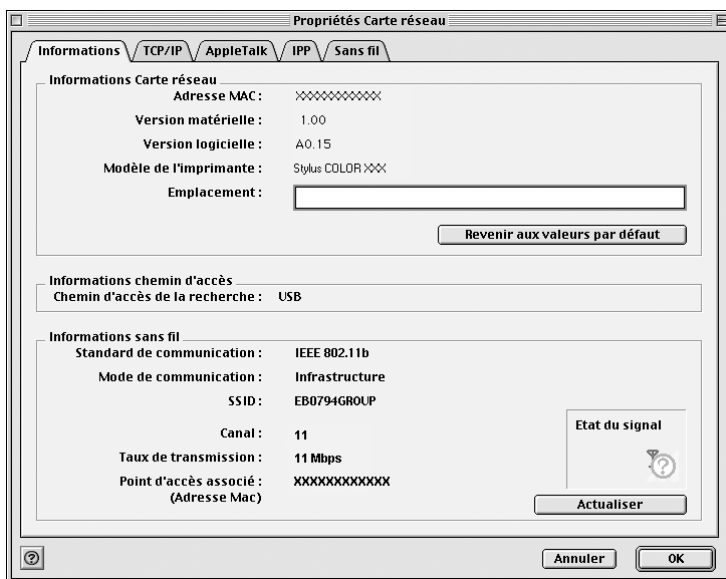 Propriétés Carte réseau
Informations TCP/IP AppleTalk IPP Sans fil
Informations Carte réseau
Adresse MAC : XXXXXXXXXXXX
Version matérielle : 1.00
Version logicielle : A0.15
Modèle de l'imprimante : Stylus COLOR XXX
Emplacement :
Revenir aux valeurs par défaut
Informations chemin d'accès
Chemin d'accès de la recherche : USB
Informations sans fil
Standard de communication : IEEE 802.11b
Mode de communication : Infrastructure
SSID : EB0794GROUP
Canal : 11
Taux de transmission : 11 Mbps
Point d'accès associé : XXXXXXXXXXXX
(Adresse Mac)
Etat du signal
?
Actualiser
?
Annuler OK